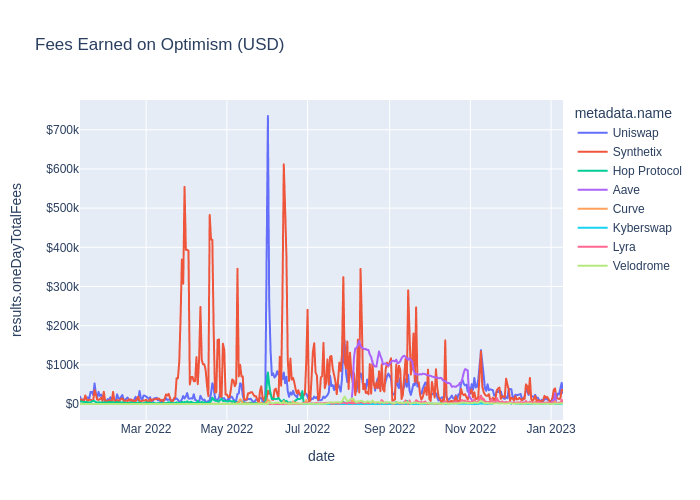 Fees Earned on Optimism (USD)
metadata.name
Uniswap
Synthetix
Hop Protocol
Aave
Curve
Kyberswap
Lyra
Velodrome
results.oneDayTotalFees
$700k
$600k
$500k
$400k
$300k
$200k
$100k
$0
Mar 2022 May 2022 Jul 2022 Sep 2022 Nov 2022 Jan 2023
date